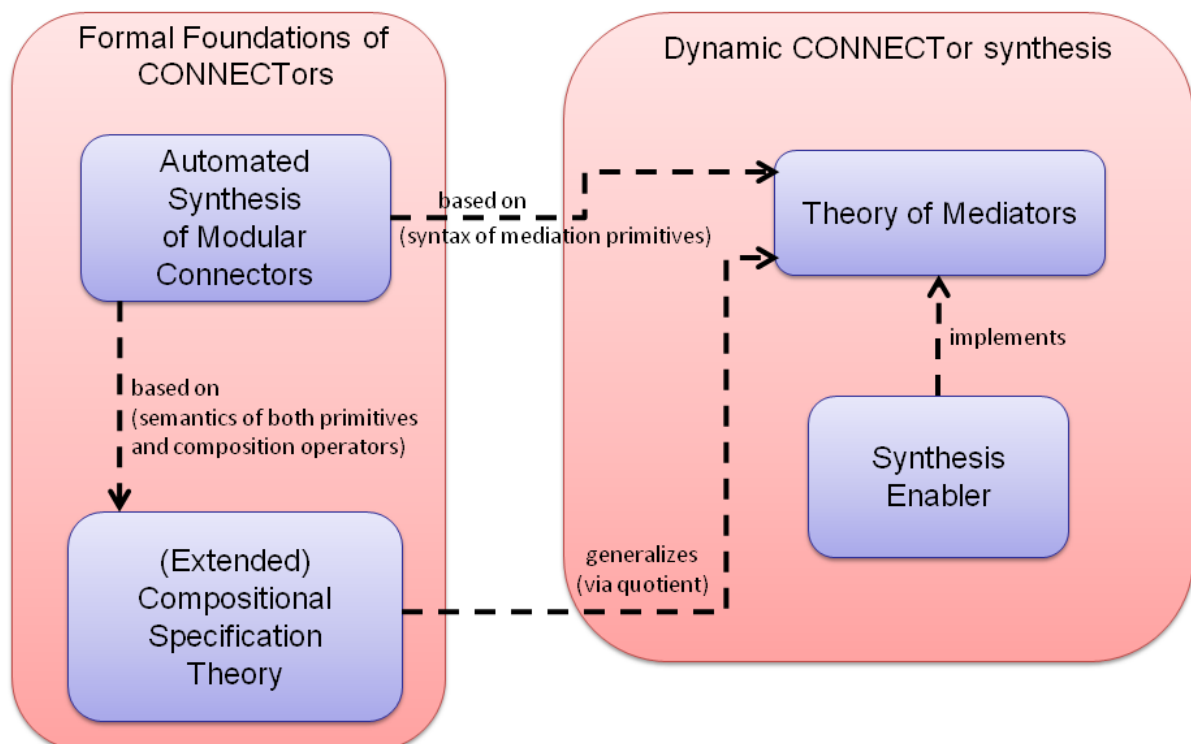 Formal Foundations of
CONNECTors
Automated
Synthesis
of Modular
Connectors
based on
(semantics of both primitives
and composition operators)
(Extended)
Compositional
Specification
Theory
based on
(syntax of mediation primitives)
generalizes
(via quotient)
Dynamic CONNECTor synthesis
Theory of Mediators
implements
Synthesis
Enabler